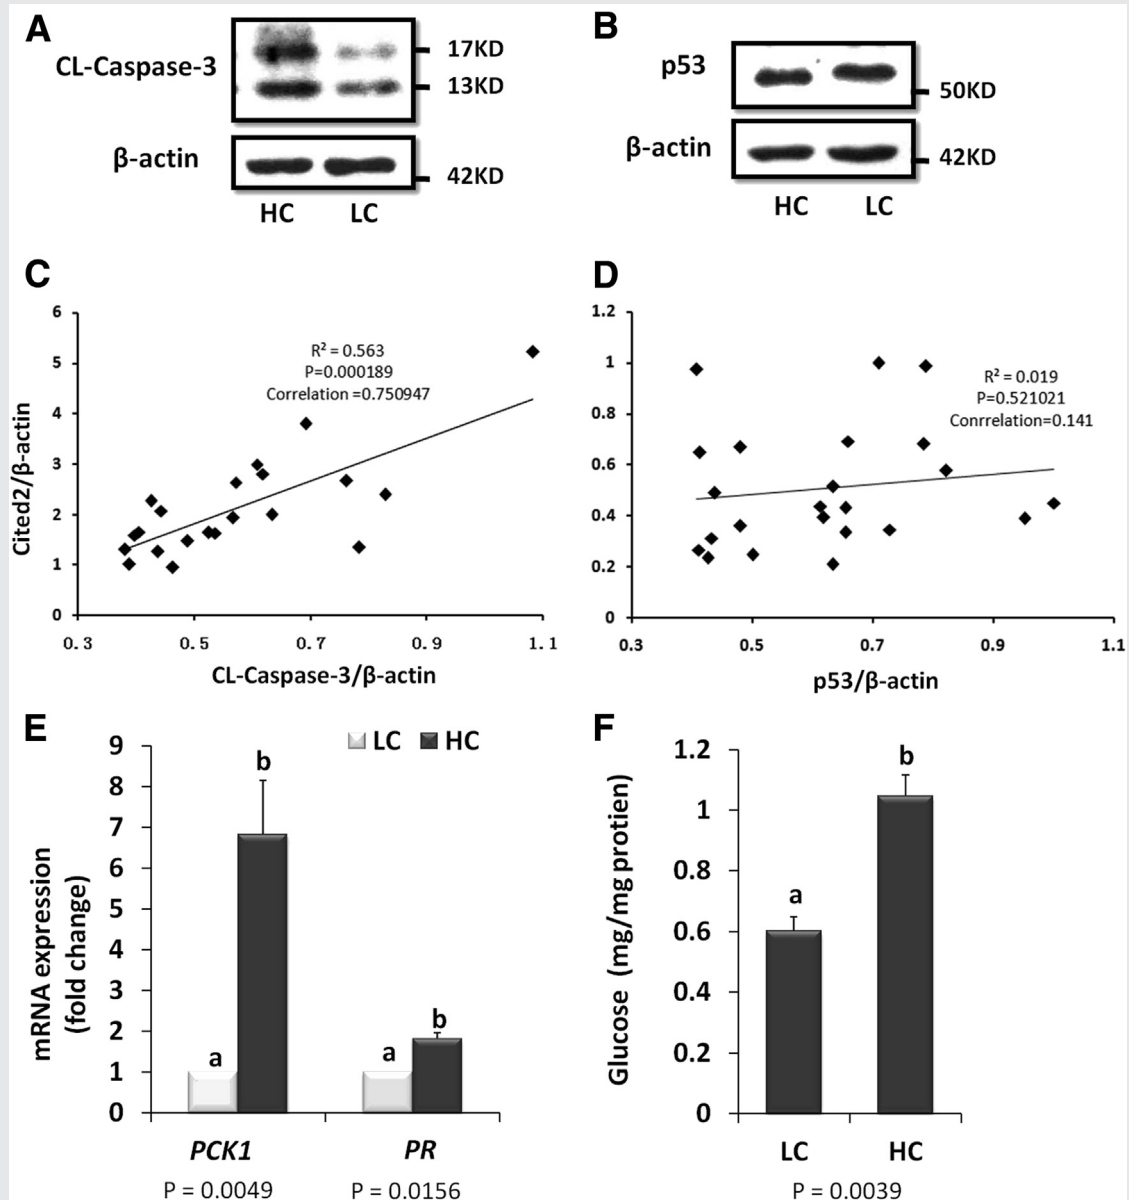 A
CL-Caspase-3
17KD
13KD
β-actin
42KD
HC LC
B
p53
50KD
β-actin
42KD
HC LC
C
Cited2/β-actin
6
5
4
3
2
1
0
R² = 0.563
P=0.000189
Correlation =0.750947
0.3 0.5 0.7 0.9 1.1
CL-Caspase-3/β-actin
D
1.2
1
0.8
0.6
0.4
0.2
0
R² = 0.019
P=0.521021
Conrrelation=0.141
0.3 0.5 0.7 0.9 1.1
p53/β-actin
E
LC HC
mRNA expression
(fold change)
9
8
7
6
5
4
3
2
1
0
a
b
a
b
PCK1 PR
P = 0.0049 P = 0.0156
F
Glucose (mg/mg protien)
1.2
1
0.8
0.6
0.4
0.2
0
a
b
LC HC
P = 0.0039